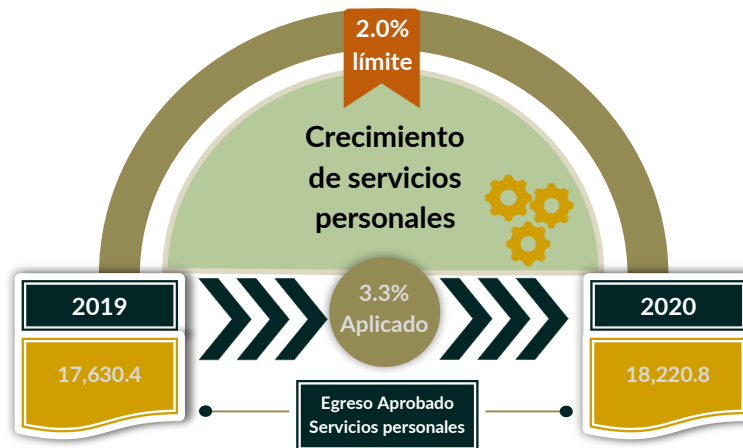 2.0%
límite
Crecimiento
de servicios
personales
2019
3.3%
Aplicado
2020
17,630.4
18,220.8
Egreso Aprobado
Servicios personales